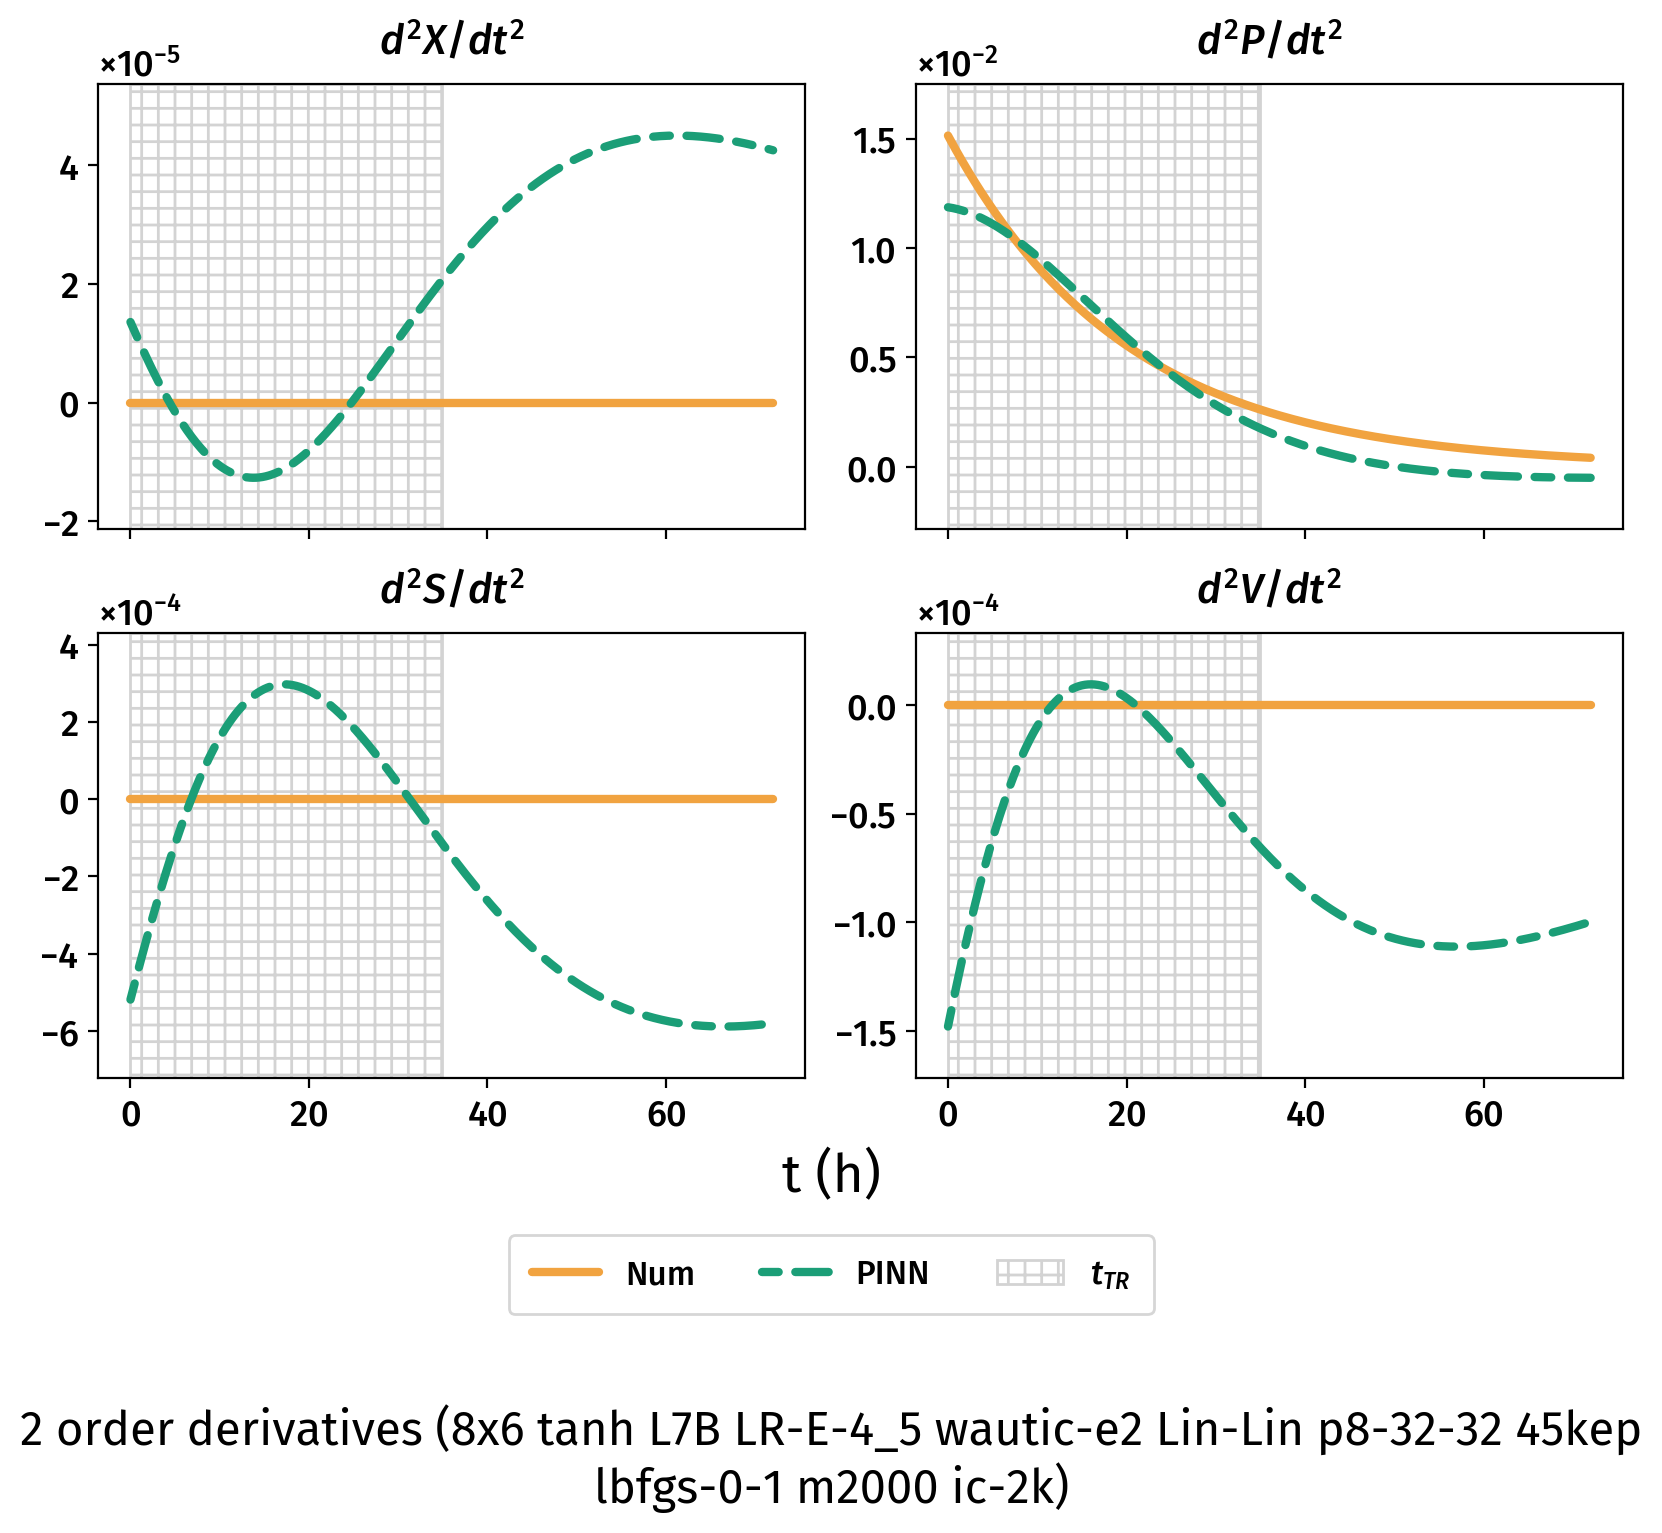 d²X/dt²
×10⁻⁵
4
2
0
−2
d²P/dt²
×10⁻²
1.5
1.0
0.5
0.0
d²S/dt²
×10⁻⁴
4
2
0
−2
−4
−6
0 20 40 60
d²V/dt²
×10⁻⁴
0.0
−0.5
−1.0
−1.5
0 20 40 60
t (h)
Num PINN t_TR
2 order derivatives (8x6 tanh L7B LR-E-4_5 wautic-e2 Lin-Lin p8-32-32 45kep
lbfgs-0-1 m2000 ic-2k)